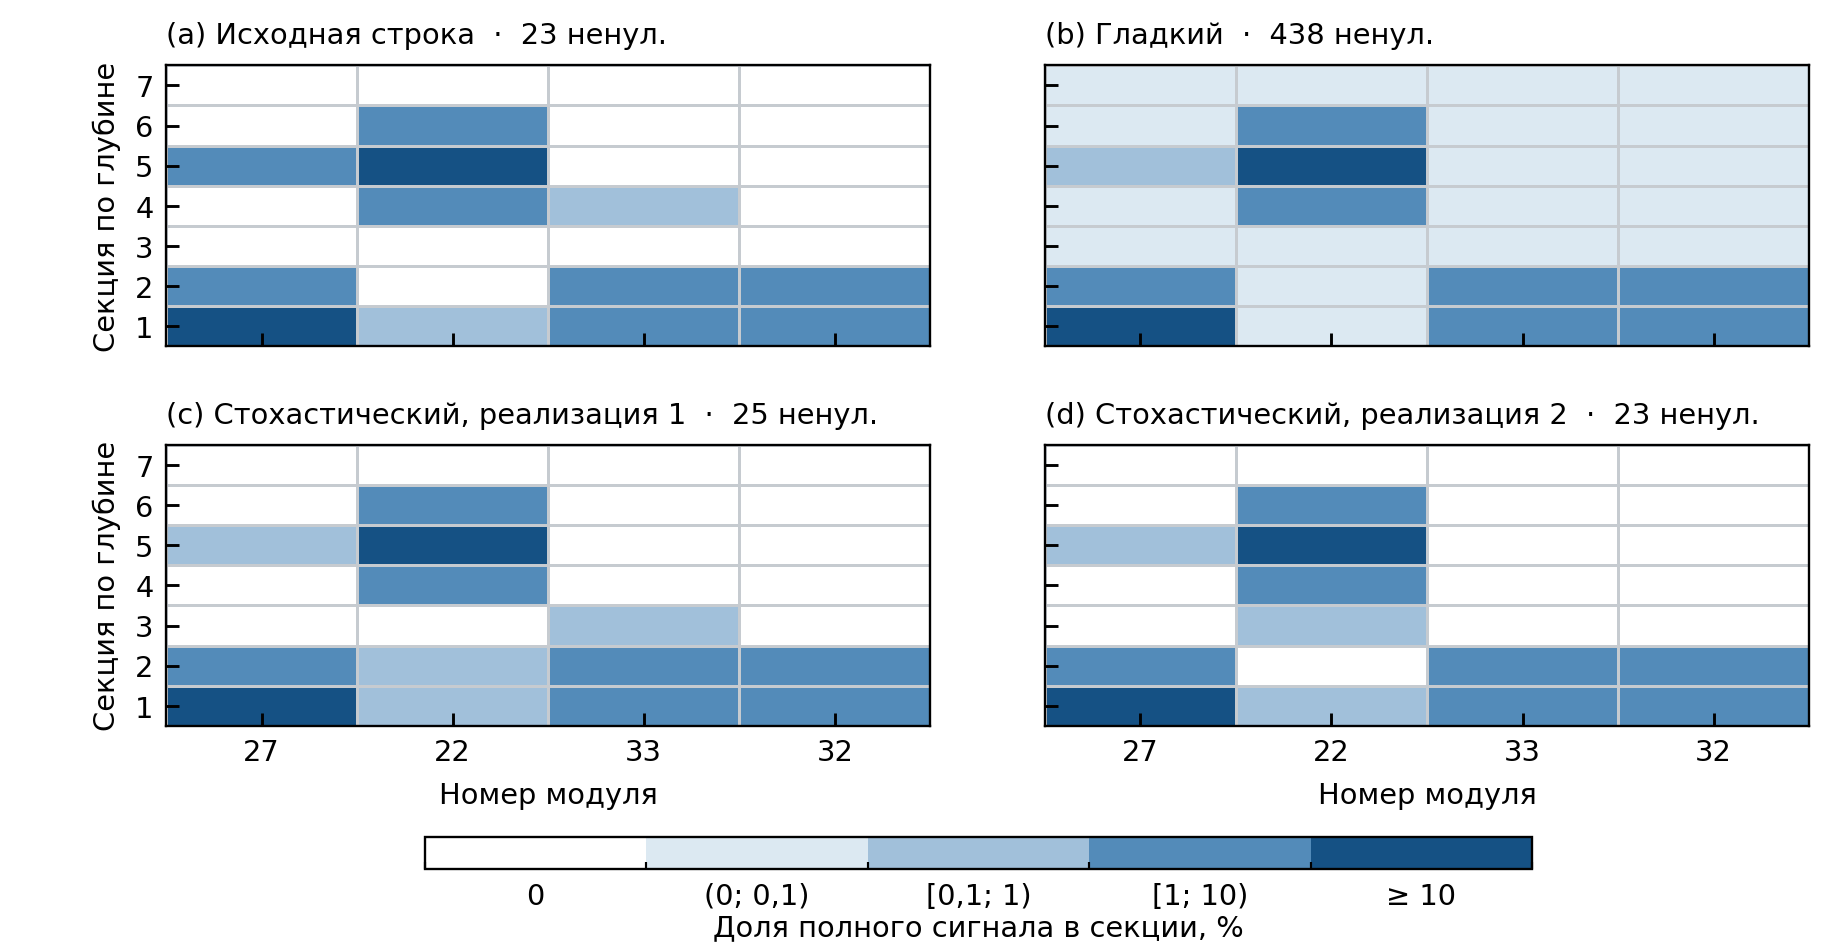 (a) Исходная строка · 23 ненул.
(b) Гладкий · 438 ненул.
Секция по глубине
7
6
5
4
3
2
1
(c) Стохастический, реализация 1 · 25 ненул.
(d) Стохастический, реализация 2 · 23 ненул.
Секция по глубине
7
6
5
4
3
2
1
27 22 33 32
27 22 33 32
Номер модуля
Номер модуля
0 (0; 0,1) [0,1; 1) [1; 10) ≥ 10
Доля полного сигнала в секции, %